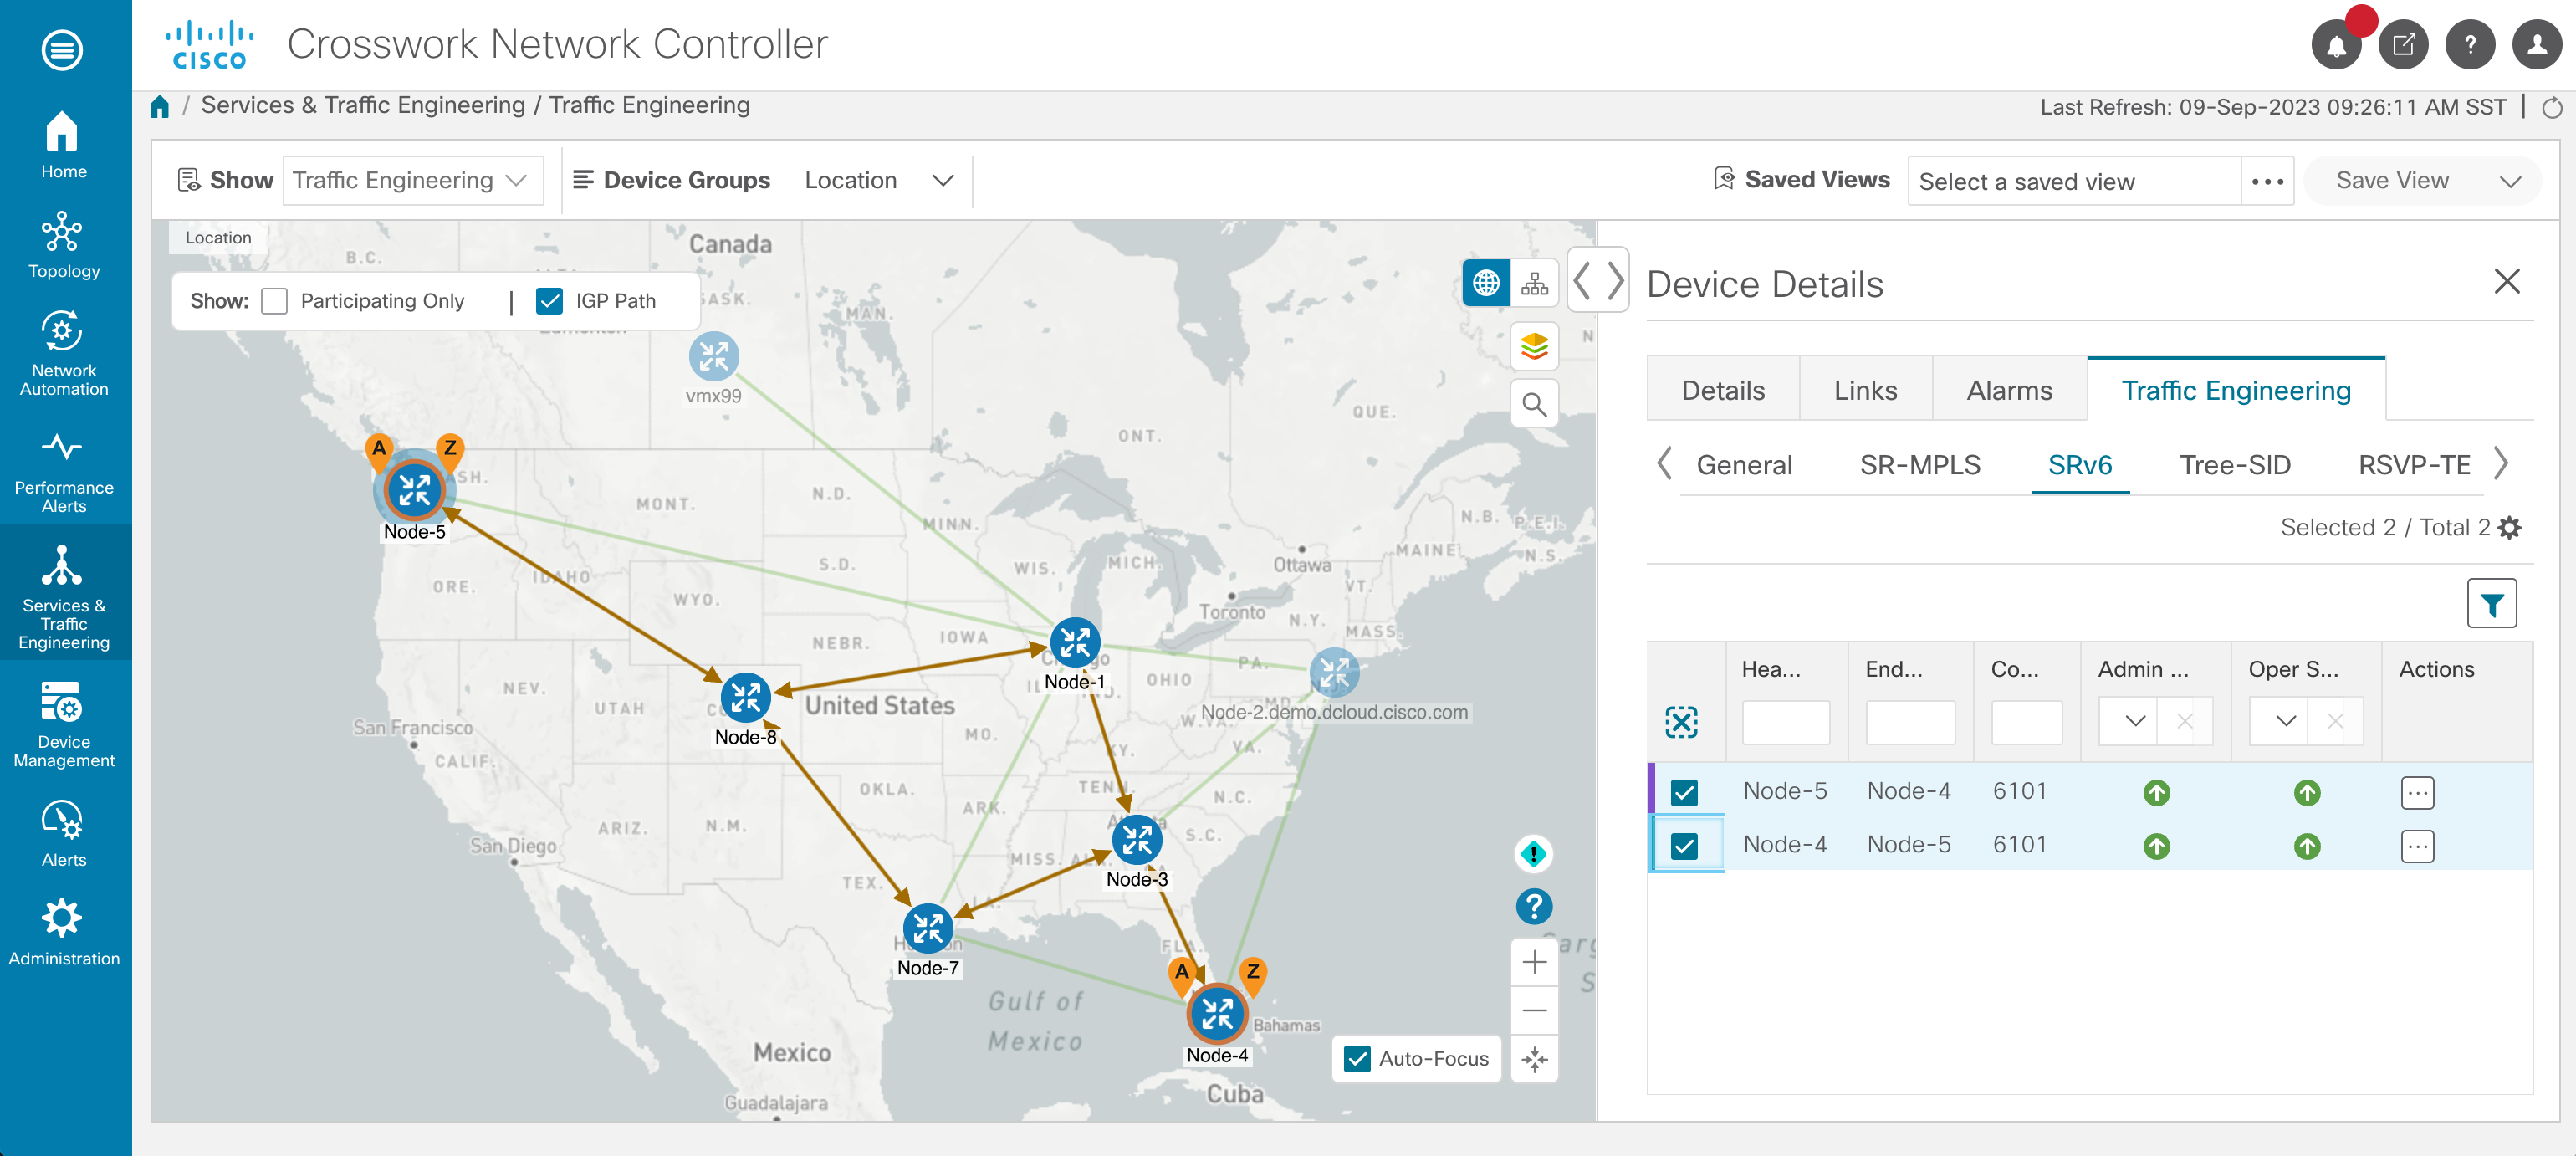 CISCO
Crosswork Network Controller
?
Home
Topology
Network
Automation
Performance
Alerts
Services &
Traffic
Engineering
Device
Management
Alerts
Administration
/ Services & Traffic Engineering / Traffic Engineering
Last Refresh: 09-Sep-2023 09:26:11 AM SST |
Show Traffic Engineering
Device Groups Location
Saved Views Select a saved view ...
Save View
Location
Show: Participating Only | IGP Path
Canada
B.C.
SASK.
MAN.
ONT.
QUE.
N.B.
P.E.I.
N.S.
MAINE
vmx99
A
Z
WASH.
Node-5
MONT.
N.D.
MINN.
S.D.
WIS.
MICH.
Ottawa
VT.
Toronto
N.Y.
MASS.
ORE.
IDAHO
WYO.
NEBR.
IOWA
Node-1
OHIO
PA.
MD.
Node-2.demo.dcloud.cisco.com
NEV.
UTAH
United States
Node-8
San Francisco
CALIF.
MO.
KY.
W.VA.
VA.
OKLA.
ARK.
TENN.
N.C.
ARIZ.
N.M.
Atlanta
S.C.
San Diego
MISS.
ALA.
Node-3
TEX.
LA.
Houston
Node-7
FLA.
A
Z
Gulf of
Mexico
Bahamas
Node-4
Mexico
Cuba
Guadalajara
!
?
Auto-Focus
Device Details
Details
Links
Alarms
Traffic Engineering
General
SR-MPLS
SRv6
Tree-SID
RSVP-TE
Selected 2 / Total 2
Hea... End... Co... Admin ... Oper S... Actions
Node-5 Node-4 6101 ...
Node-4 Node-5 6101 ...